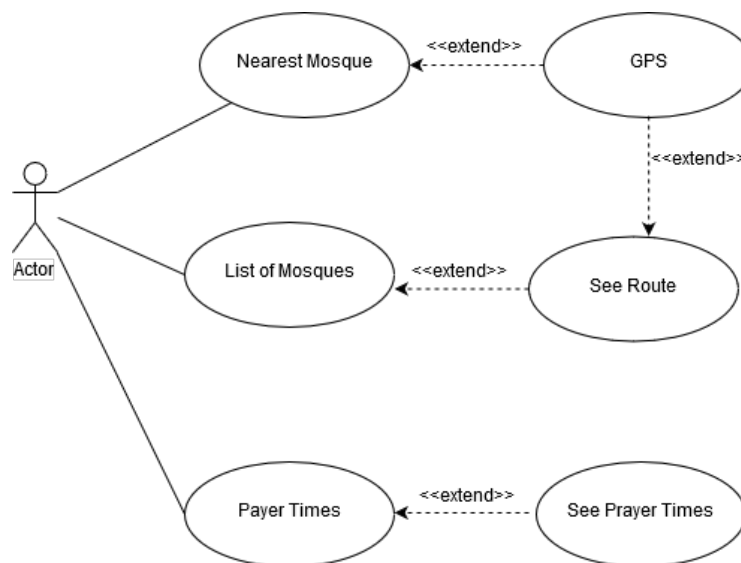 Nearest Mosque
<<extend>>
GPS
<<extend>>
Actor
List of Mosques
<<extend>>
See Route
Payer Times
<<extend>>
See Prayer Times